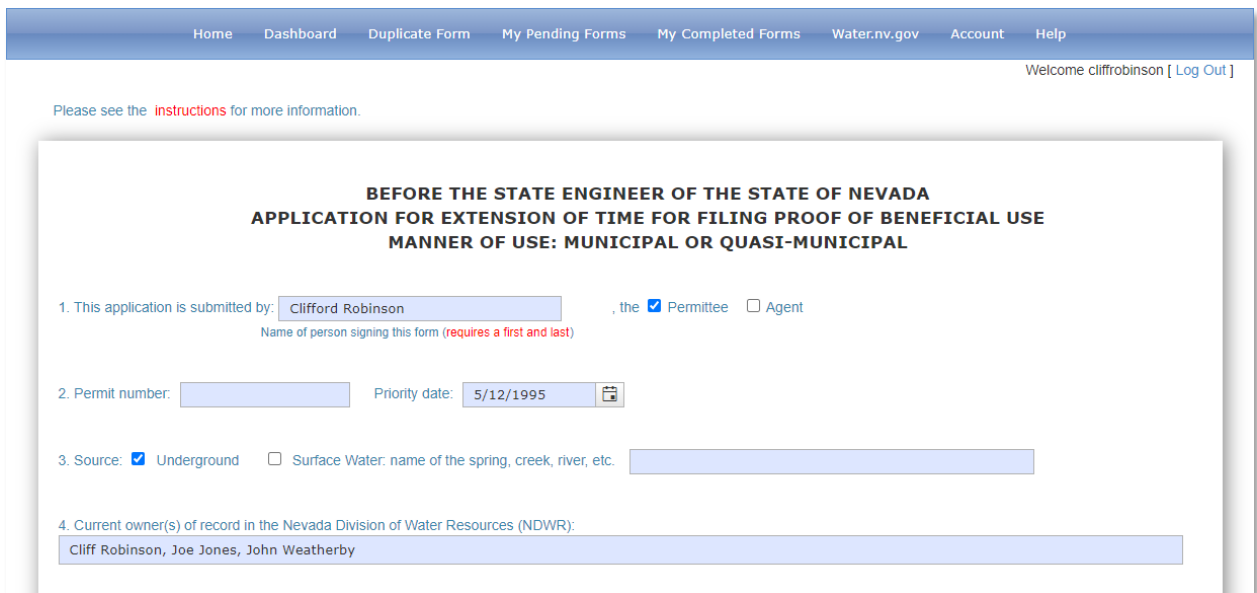 Home Dashboard Duplicate Form My Pending Forms My Completed Forms Water.nv.gov Account Help
Welcome cliffrobinson [ Log Out ]
Please see the instructions for more information.
BEFORE THE STATE ENGINEER OF THE STATE OF NEVADA
APPLICATION FOR EXTENSION OF TIME FOR FILING PROOF OF BENEFICIAL USE
MANNER OF USE: MUNICIPAL OR QUASI-MUNICIPAL
1. This application is submitted by: Clifford Robinson , the Permittee Agent
Name of person signing this form (requires a first and last)
2. Permit number: Priority date: 5/12/1995
3. Source: Underground Surface Water: name of the spring, creek, river, etc.
4. Current owner(s) of record in the Nevada Division of Water Resources (NDWR):
Cliff Robinson, Joe Jones, John Weatherby